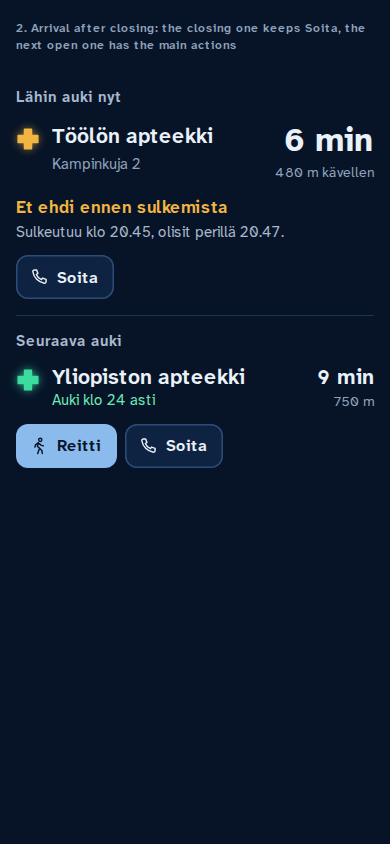 2. Arrival after closing: the closing one keeps Soita, the
next open one has the main actions
Lähin auki nyt
Töölön apteekki
6 min
Kampinkuja 2
480 m kävellen
Et ehdi ennen sulkemista
Sulkeutuu klo 20.45, olisit perillä 20.47.
Soita
Seuraava auki
Yliopiston apteekki
9 min
Auki klo 24 asti
750 m
Reitti
Soita